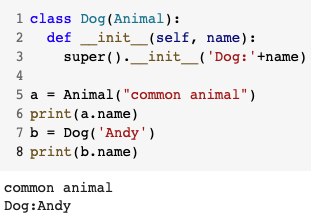 1 class Dog(Animal):
2   def __init__(self, name):
3     super().__init__('Dog:'+name)
4
5 a = Animal("common animal")
6 print(a.name)
7 b = Dog('Andy')
8 print(b.name)
common animal
Dog:Andy